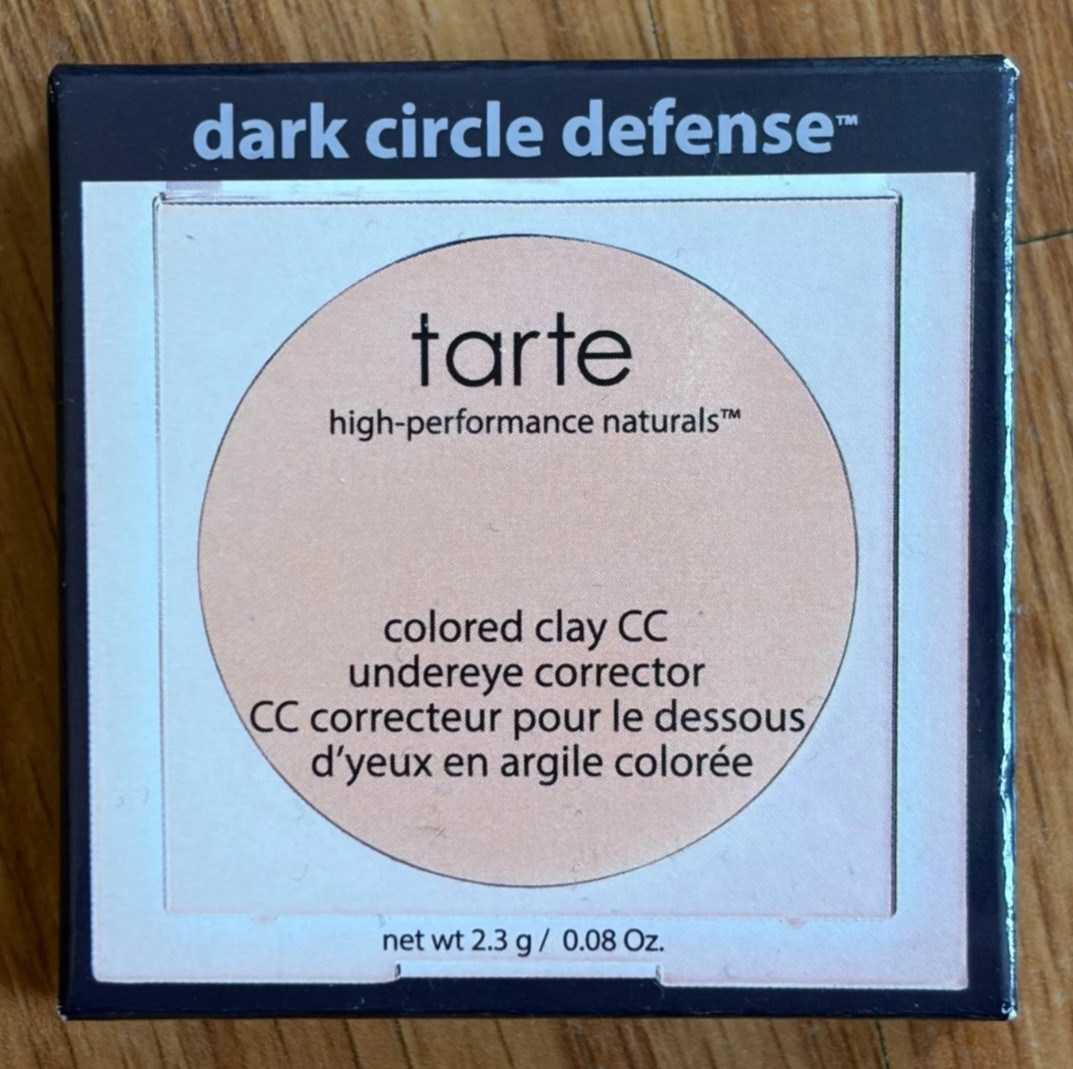 dark circle defense™
tarte
high-performance naturals™
colored clay CC
undereye corrector
CC correcteur pour le dessous
d'yeux en argile colorée
net wt 2.3 g / 0.08 Oz.